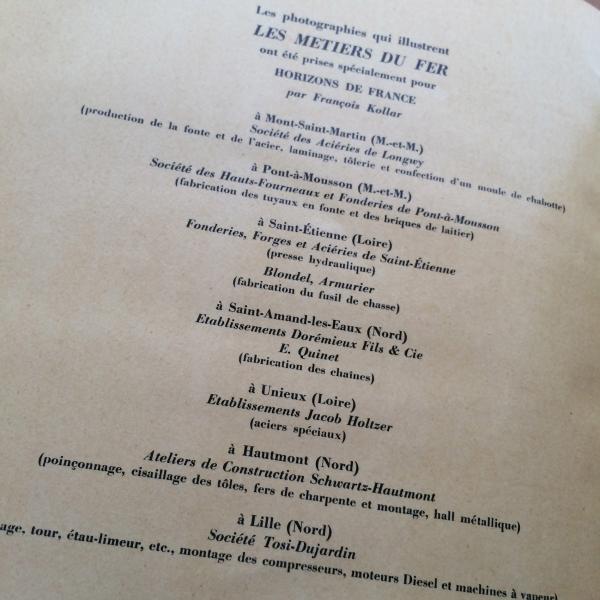 Les photographies qui illustrent
LES METIERS DU FER
ont été prises spécialement pour
HORIZONS DE FRANCE
par François Kollar
à Mont-Saint-Martin (M.-et-M.)
Société des Aciéries de Longwy
(production de la fonte et de l'acier, laminage, tôlerie et confection d'un moule de chabotte)
à Pont-à-Mousson (M.-et-M.)
Société des Hauts-Fourneaux et Fonderies de Pont-à-Mousson
(fabrication des tuyaux en fonte et des briques de laitier)
à Saint-Étienne (Loire)
Fonderies, Forges et Aciéries de Saint-Étienne
(presse hydraulique)
Blondel, Armurier
(fabrication du fusil de chasse)
à Saint-Amand-les-Eaux (Nord)
Etablissements Dorémieux Fils & Cie
E. Quinet
(fabrication des chaînes)
à Unieux (Loire)
Etablissements Jacob Holtzer
(aciers spéciaux)
à Hautmont (Nord)
Ateliers de Construction Schwartz-Hautmont
(poinçonnage, cisaillage des tôles, fers de charpente et montage, hall métallique)
à Lille (Nord)
Société Tosi-Dujardin
tour, étau-limeur, etc., montage des compresseurs, moteurs Diesel et machines à vapeur)